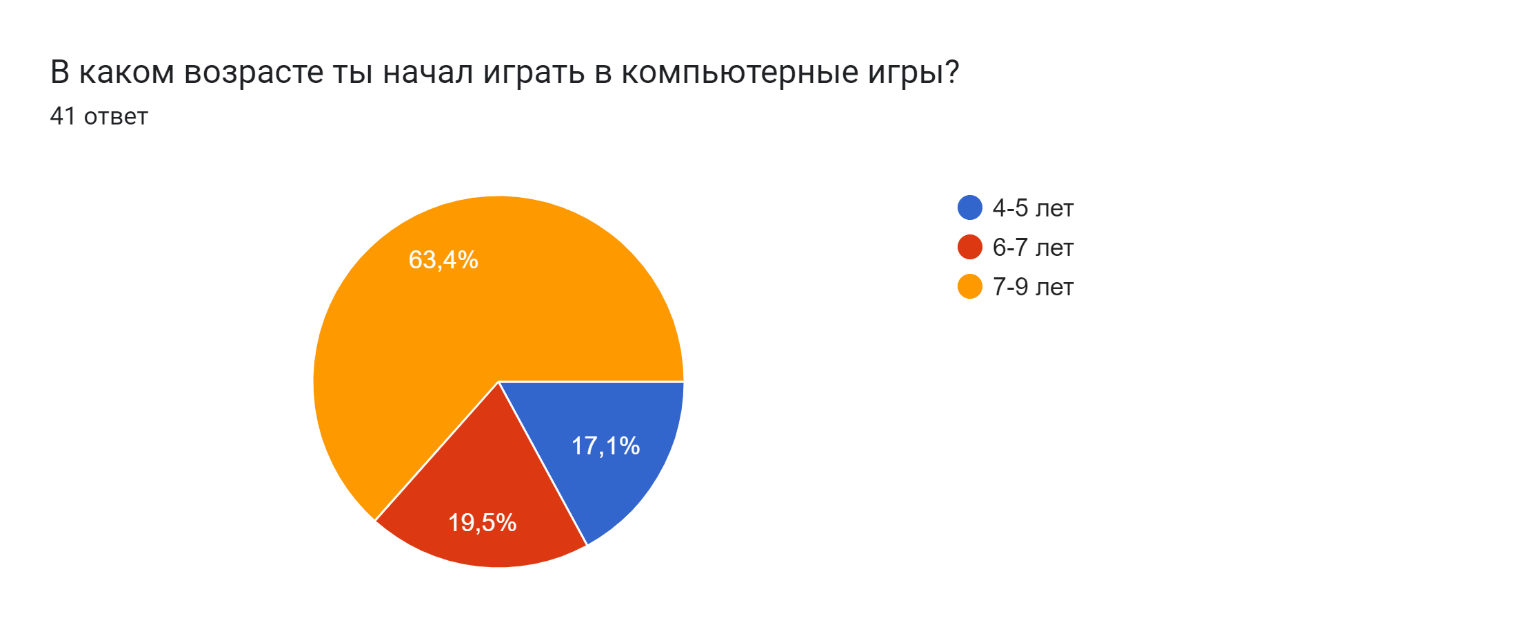 В каком возрасте ты начал играть в компьютерные игры?
41 ответ
4-5 лет
6-7 лет
7-9 лет
63,4%
17,1%
19,5%